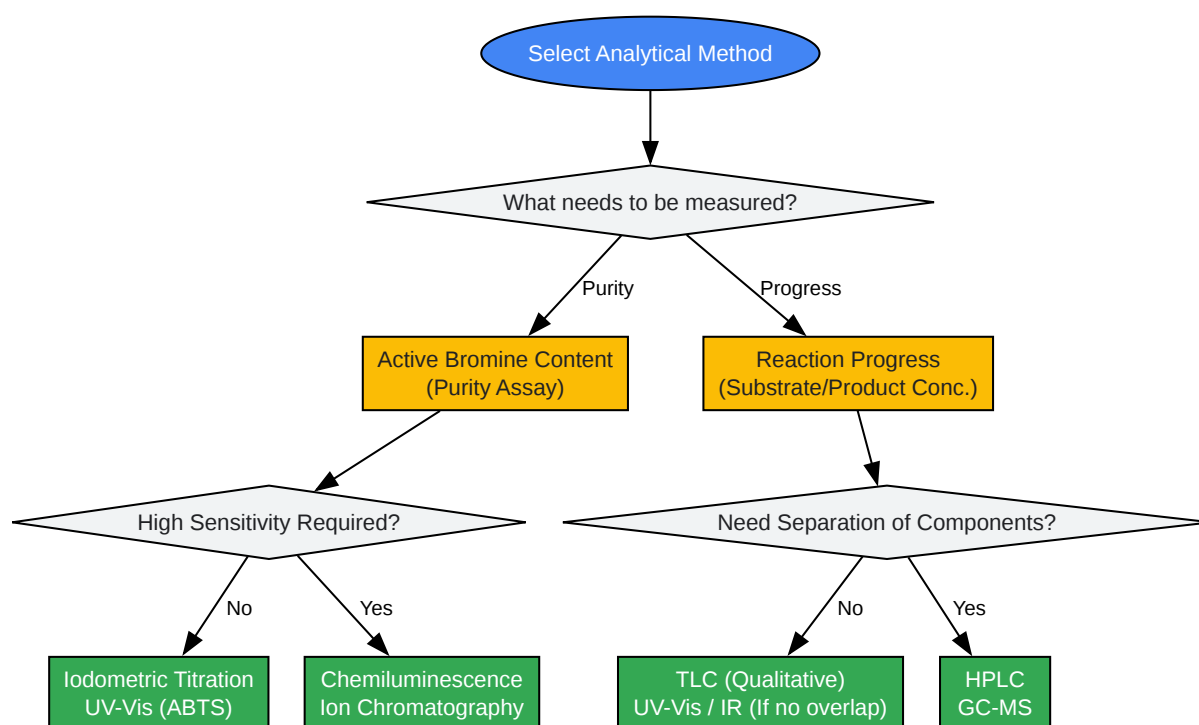 Select Analytical Method
What needs to be measured?
Purity
Progress
Active Bromine Content
(Purity Assay)
Reaction Progress
(Substrate/Product Conc.)
High Sensitivity Required?
Need Separation of Components?
No
Yes
No
Yes
Iodometric Titration
UV-Vis (ABTS)
Chemiluminescence
Ion Chromatography
TLC (Qualitative)
UV-Vis / IR (If no overlap)
HPLC
GC-MS